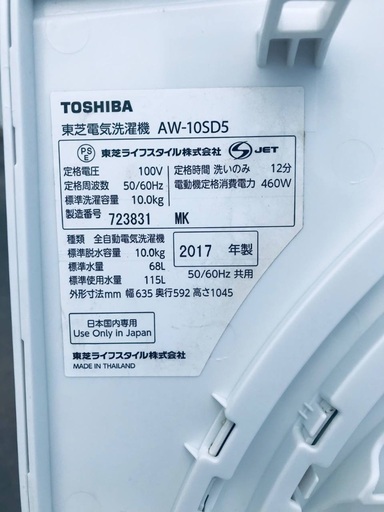 TOSHIBA
東芝電気洗濯機 AW-10SD5
PS E 東芝ライフスタイル株式会社 JET
定格電圧 100V 定格時間 洗いのみ 12分
定格周波数 50/60Hz 電動機定格消費電力 460W
標準洗濯容量 10.0kg
製造番号 723831 MK
種類 全自動電気洗濯機
標準脱水容量 10.0kg 2017 年製
標準水量 68L
標準使用水量 115L 50/60Hz 共用
外形寸法mm 幅635 奥行592 高さ1045
日本国内専用
Use Only in Japan
東芝ライフスタイル株式会社
MADE IN THAILAND